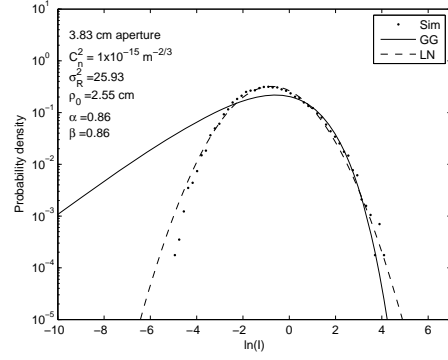 10^0
10^-1
10^-2
10^-3
10^-4
10^-5
Probability density
3.83 cm aperture
C_n^2 = 1x10^-15 m^-2/3
σ_R^2 =25.93
ρ_0 = 2.55 cm
α =0.86
β =0.86
Sim
GG
LN
-10 -8 -6 -4 -2 0 2 4 6
ln(I)